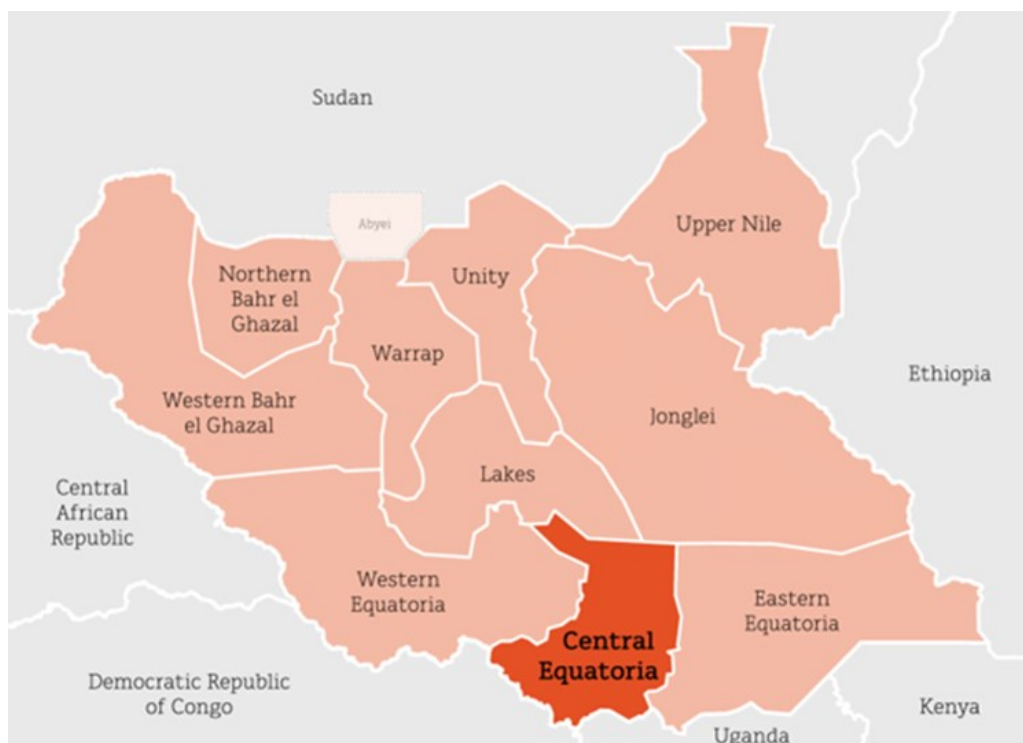 Sudan
Abyei
Upper Nile
Northern
Bahr el
Ghazal
Unity
Warrap
Ethiopia
Western Bahr
el Ghazal
Jonglei
Lakes
Central
African
Republic
Western
Equatoria
Eastern
Equatoria
Central
Equatoria
Democratic Republic
of Congo
Kenya
Uganda